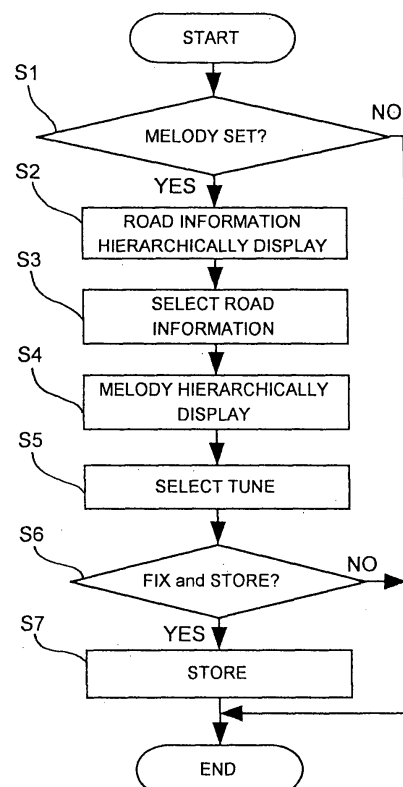 START
S1
NO
MELODY SET?
YES
S2
ROAD INFORMATION
HIERARCHICALLY DISPLAY
S3
SELECT ROAD
INFORMATION
S4
MELODY HIERARCHICALLY
DISPLAY
S5
SELECT TUNE
S6
NO
FIX and STORE?
YES
S7
STORE
END